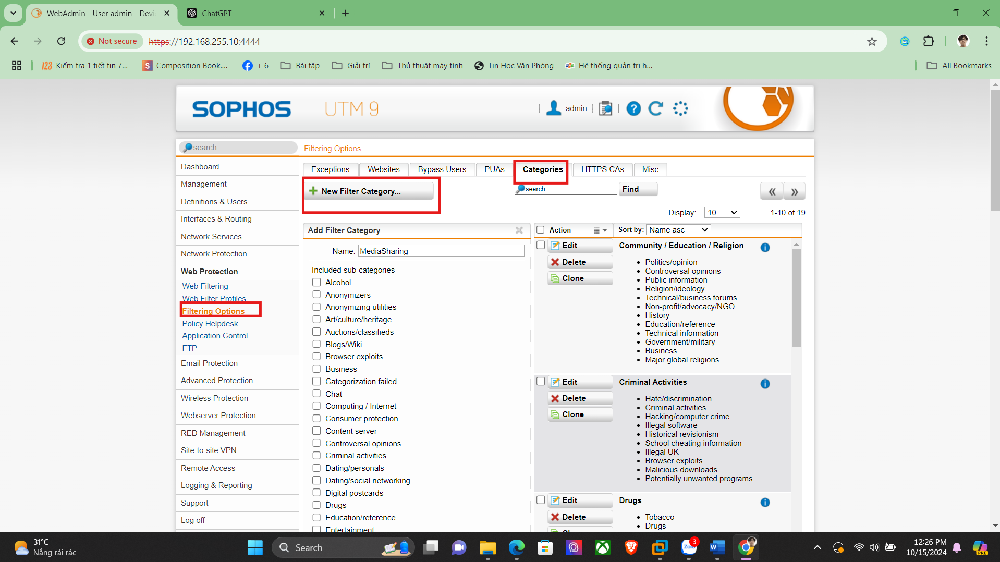 WebAdmin - User admin - Devi
ChatGPT
Not secure
https://192.168.255.10:4444
123 Kiểm tra 1 tiết tin 7...
S Composition Book....
+ 6
Bài tập
Giải trí
Thủ thuật máy tính
Tin Học Văn Phòng
Hệ thống quản trị h...
All Bookmarks
SOPHOS UTM 9
| admin | | ?
search
Filtering Options
Dashboard
Management
Definitions & Users
Interfaces & Routing
Network Services
Network Protection
Web Protection
Web Filtering
Web Filter Profiles
Filtering Options
Policy Helpdesk
Application Control
FTP
Email Protection
Advanced Protection
Wireless Protection
Webserver Protection
RED Management
Site-to-site VPN
Remote Access
Logging & Reporting
Support
Log off
Exceptions
Websites
Bypass Users
PUAs
Categories
HTTPS CAs
Misc
New Filter Category...
search
Find
« »
Display: 10 1-10 of 19
Add Filter Category
Name: MediaSharing
Included sub-categories
Alcohol
Anonymizers
Anonymizing utilities
Art/culture/heritage
Auctions/classifieds
Blogs/Wiki
Browser exploits
Business
Categorization failed
Chat
Computing / Internet
Consumer protection
Content server
Controversal opinions
Criminal activities
Dating/personals
Dating/social networking
Digital postcards
Drugs
Education/reference
Entertainment
Action
Sort by: Name asc
Edit
Delete
Clone
Community / Education / Religion
• Politics/opinion
• Controversal opinions
• Public information
• Religion/ideology
• Technical/business forums
• Non-profit/advocacy/NGO
• History
• Education/reference
• Technical information
• Government/military
• Business
• Major global religions
Edit
Delete
Clone
Criminal Activities
• Hate/discrimination
• Criminal activities
• Hacking/computer crime
• Illegal software
• Historical revisionism
• School cheating information
• Illegal UK
• Browser exploits
• Malicious downloads
• Potentially unwanted programs
Edit
Delete
Clone
Drugs
• Tobacco
• Drugs
31°C
Nắng rải rác
Search
Zalo
3
W
12:26 PM
10/15/2024
PRE